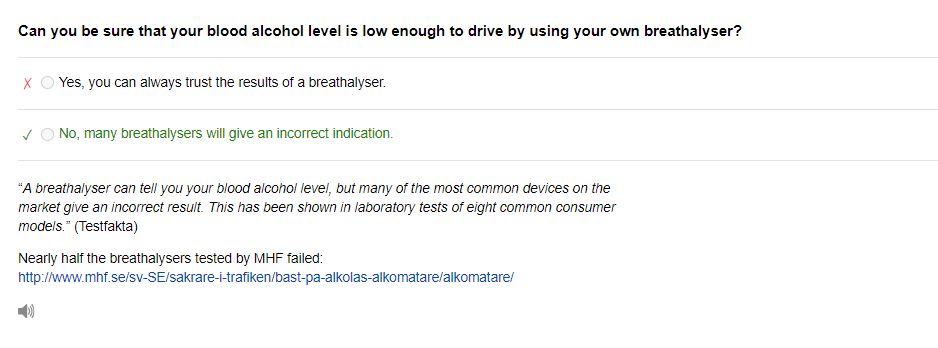 Can you be sure that your blood alcohol level is low enough to drive by using your own breathalyser?
Yes, you can always trust the results of a breathalyser.
No, many breathalysers will give an incorrect indication.
“A breathalyser can tell you your blood alcohol level, but many of the most common devices on the
market give an incorrect result. This has been shown in laboratory tests of eight common consumer
models.” (Testfakta)
Nearly half the breathalysers tested by MHF failed:
http://www.mhf.se/sv-SE/sakrare-i-trafiken/bast-pa-alkolas-alkomatare/alkomatare/